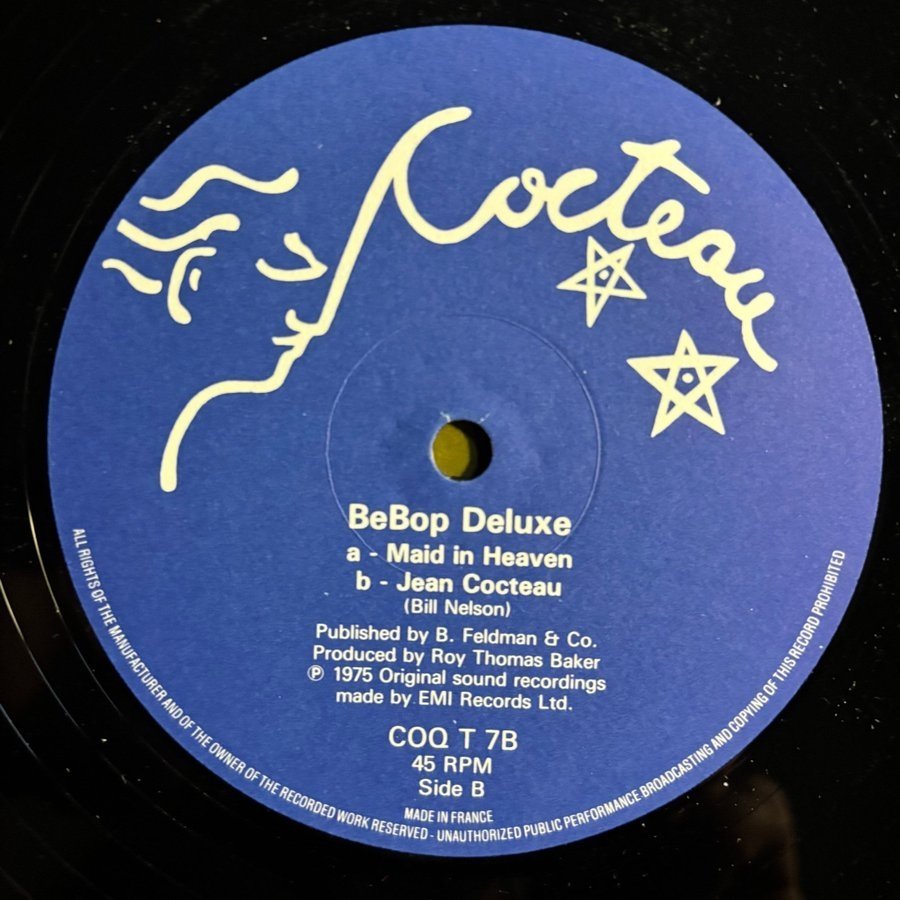 Cocteau
BeBop Deluxe
a - Maid in Heaven
b - Jean Cocteau
(Bill Nelson)
Published by B. Feldman & Co.
Produced by Roy Thomas Baker
℗ 1975 Original sound recordings
made by EMI Records Ltd.
COQ T 7B
45 RPM
Side B
MADE IN FRANCE
ALL RIGHTS OF THE MANUFACTURER AND OF THE OWNER OF THE RECORDED WORK RESERVED - UNAUTHORIZED PUBLIC PERFORMANCE BROADCASTING AND COPYING OF THIS RECORD PROHIBITED